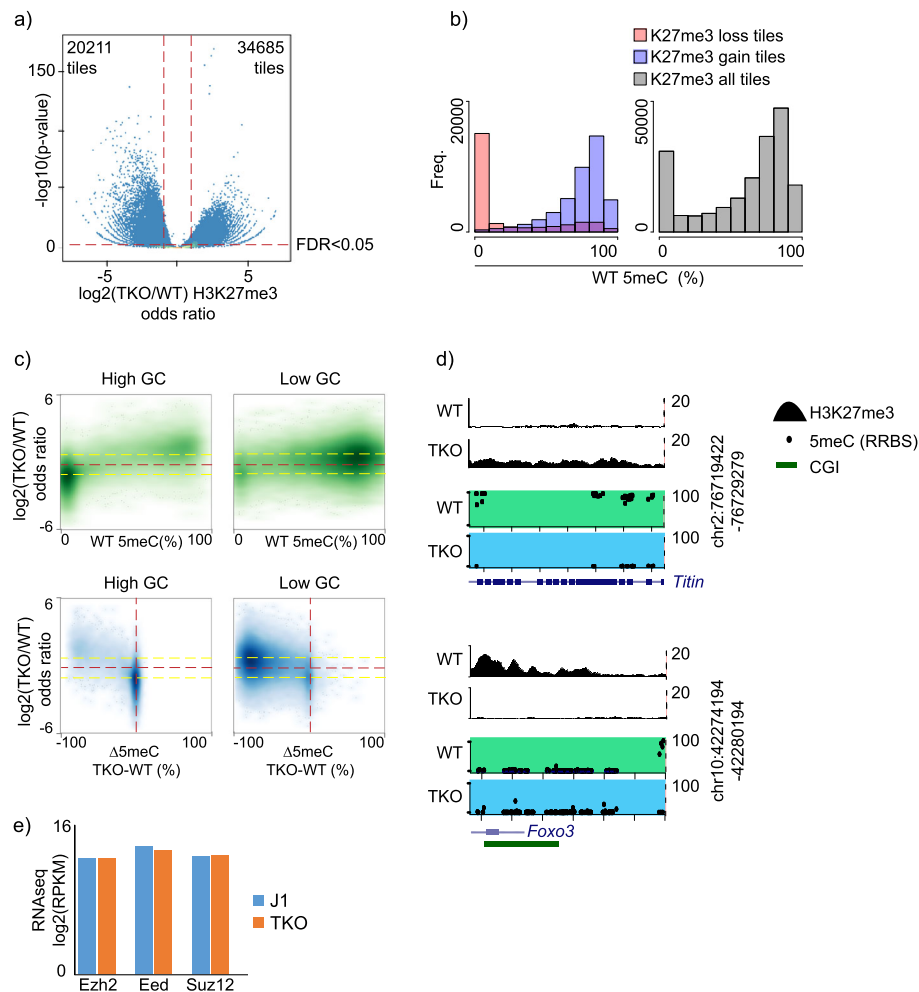 a)
20211
tiles
34685
tiles
150
0
-log10(p-value)
FDR<0.05
-5
5
log2(TKO/WT) H3K27me3
odds ratio
b)
K27me3 loss tiles
K27me3 gain tiles
K27me3 all tiles
Freq.
20000
0
0
100
50000
0
0
100
WT 5meC (%)
c)
High GC
Low GC
log2(TKO/WT)
odds ratio
6
-6
0
WT 5meC(%)
100
0
WT 5meC(%)
100
High GC
Low GC
log2(TKO/WT)
odds ratio
6
-6
-100
Δ5meC
TKO-WT (%)
100
-100
Δ5meC
TKO-WT (%)
100
d)
WT
20
TKO
20
WT
100
TKO
100
Titin
chr2:76719422
-76729279
H3K27me3
5meC (RRBS)
CGI
WT
20
TKO
20
WT
100
TKO
100
Foxo3
chr10:42274194
-42280194
e)
RNAseq
log2(RPKM)
16
0
Ezh2
Eed
Suz12
J1
TKO